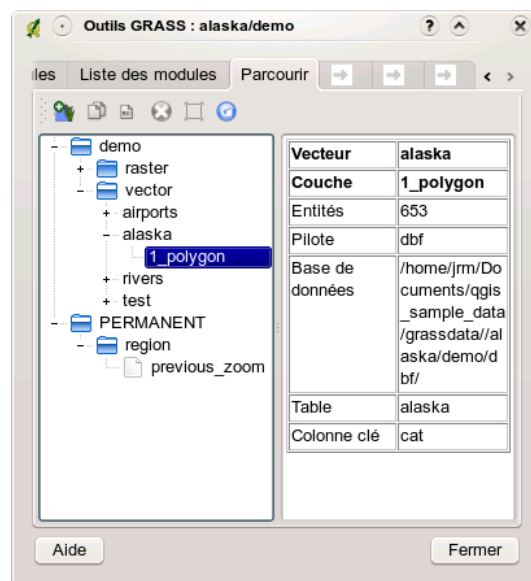 Outils GRASS : alaska/demo
les
Liste des modules
Parcourir
demo
raster
vector
airports
alaska
1_polygon
rivers
test
PERMANENT
region
previous_zoom
Vecteur alaska
Couche 1_polygon
Entités 653
Pilote dbf
Base de données /home/jrm/Do
cuments/qgis
_sample_data
/grassdata//al
aska/demo/d
bf/
Table alaska
Colonne clé cat
Aide
Fermer